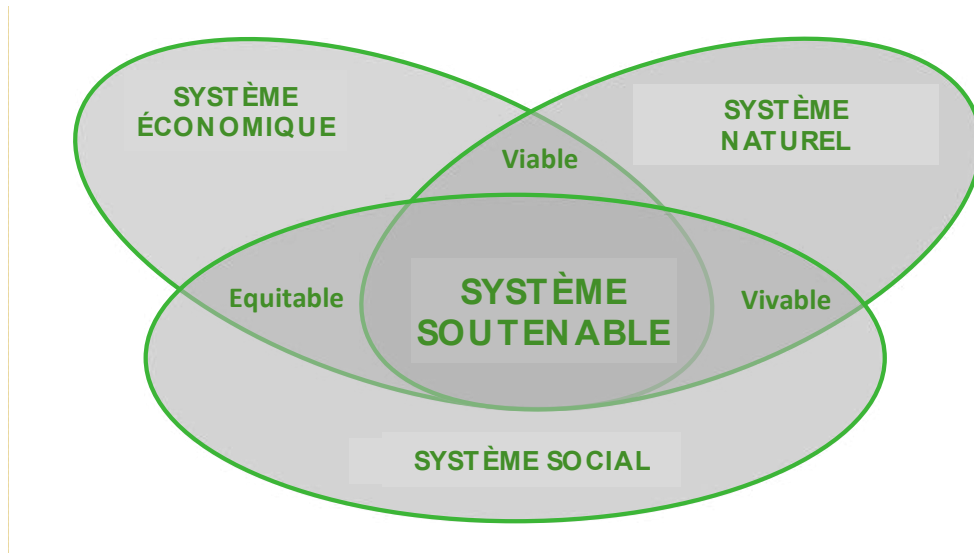 SYSTÈME
ÉCONOMIQUE
SYSTÈME
NATUREL
Viable
Equitable
SYSTÈME
SOUTENABLE
Vivable
SYSTÈME SOCIAL